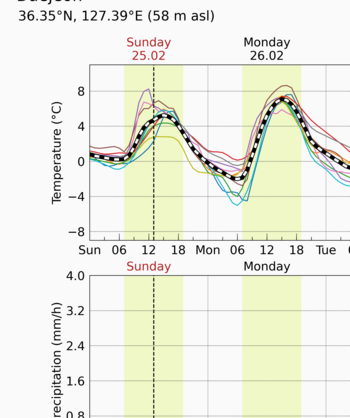 36.35°N, 127.39°E (58 m asl)
Sunday Monday
25.02 26.02
Temperature (°C)
8
4
0
−4
−8
Sun 06 12 18 Mon 06 12 18 Tue
Sunday Monday
recipitation (mm/h)
4.0
3.2
2.4
1.6
0.8